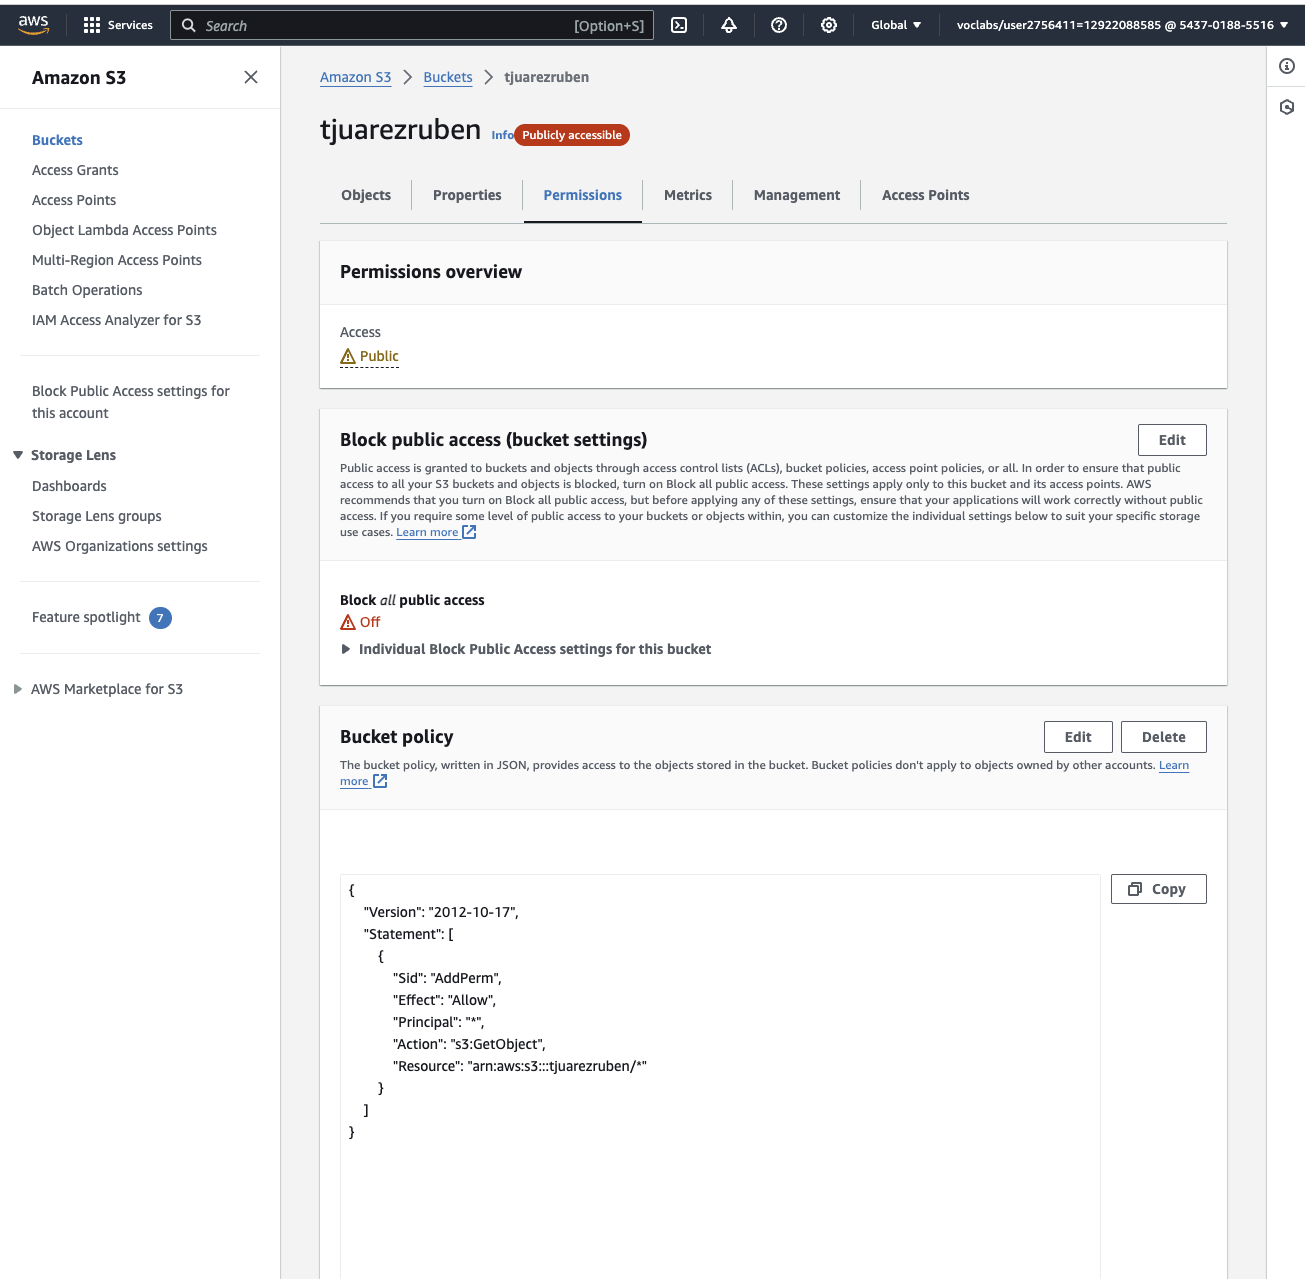 aws
Services
Search
[Option+S]
Global
voclabs/user2756411=12922088585 @ 5437-0188-5516
Amazon S3
Buckets
Access Grants
Access Points
Object Lambda Access Points
Multi-Region Access Points
Batch Operations
IAM Access Analyzer for S3
Block Public Access settings for
this account
Storage Lens
Dashboards
Storage Lens groups
AWS Organizations settings
Feature spotlight 7
AWS Marketplace for S3
Amazon S3 > Buckets > tjuarezruben
tjuarezruben Info Publicly accessible
Objects
Properties
Permissions
Metrics
Management
Access Points
Permissions overview
Access
Public
Block public access (bucket settings)
Edit
Public access is granted to buckets and objects through access control lists (ACLs), bucket policies, access point policies, or all. In order to ensure that public
access to all your S3 buckets and objects is blocked, turn on Block all public access. These settings apply only to this bucket and its access points. AWS
recommends that you turn on Block all public access, but before applying any of these settings, ensure that your applications will work correctly without public
access. If you require some level of public access to your buckets or objects within, you can customize the individual settings below to suit your specific storage
use cases. Learn more
Block all public access
Off
Individual Block Public Access settings for this bucket
Bucket policy
Edit
Delete
The bucket policy, written in JSON, provides access to the objects stored in the bucket. Bucket policies don't apply to objects owned by other accounts. Learn
more
Copy
{
"Version": "2012-10-17",
"Statement": [
{
"Sid": "AddPerm",
"Effect": "Allow",
"Principal": "*",
"Action": "s3:GetObject",
"Resource": "arn:aws:s3:::tjuarezruben/*"
}
]
}